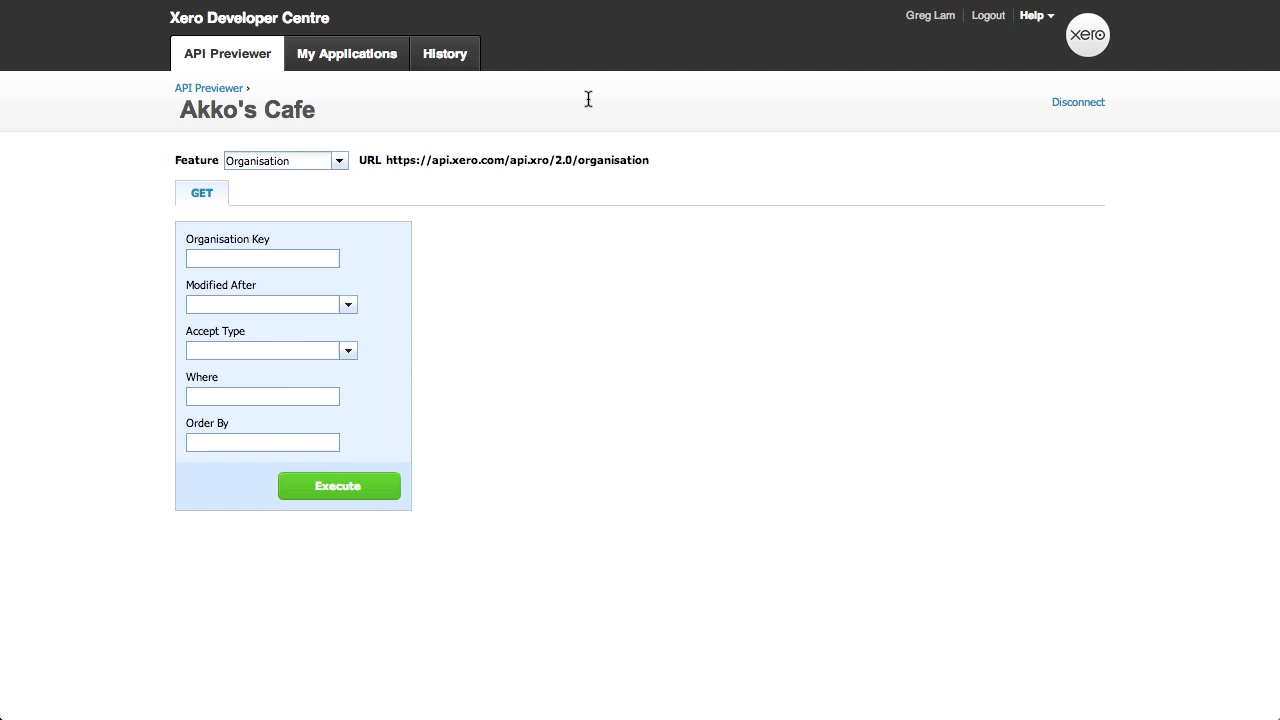 Xero Developer Centre
Greg Lam Logout Help
xero
API Previewer My Applications History
API Previewer ›
Akko's Cafe
Disconnect
Feature Organisation URL https://api.xero.com/api.xro/2.0/organisation
GET
Organisation Key
Modified After
Accept Type
Where
Order By
Execute